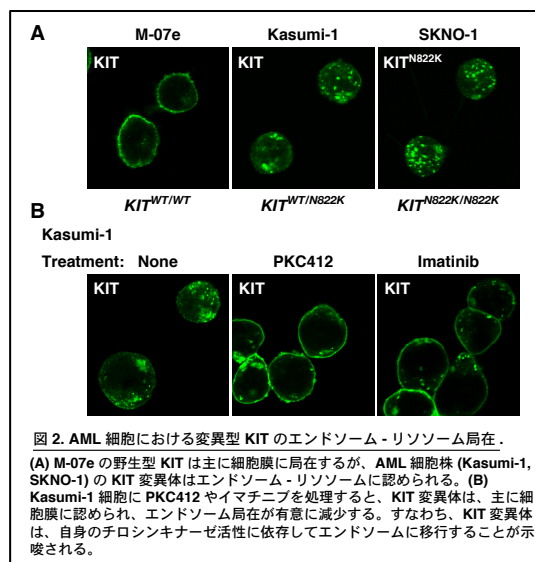 A
M-07e Kasumi-1 SKNO-1
KIT KIT KIT^N822K
KIT^WT/WT KIT^WT/N822K KIT^N822K/N822K
B
Kasumi-1
Treatment: None PKC412 Imatinib
KIT KIT KIT
図 2. AML 細胞における変異型 KIT のエンドソーム - リソソーム局在 .
(A) M-07e の野生型 KIT は主に細胞膜に局在するが、AML 細胞株 (Kasumi-1,
SKNO-1) の KIT 変異体はエンドソーム - リソソームに認められる。(B)
Kasumi-1 細胞に PKC412 やイマチニブを処理すると、KIT 変異体は、主に細
胞膜に認められ、エンドソーム局在が有意に減少する。すなわち、KIT 変異体
は、自身のチロシンキナーゼ活性に依存してエンドソームに移行することが示
唆される。